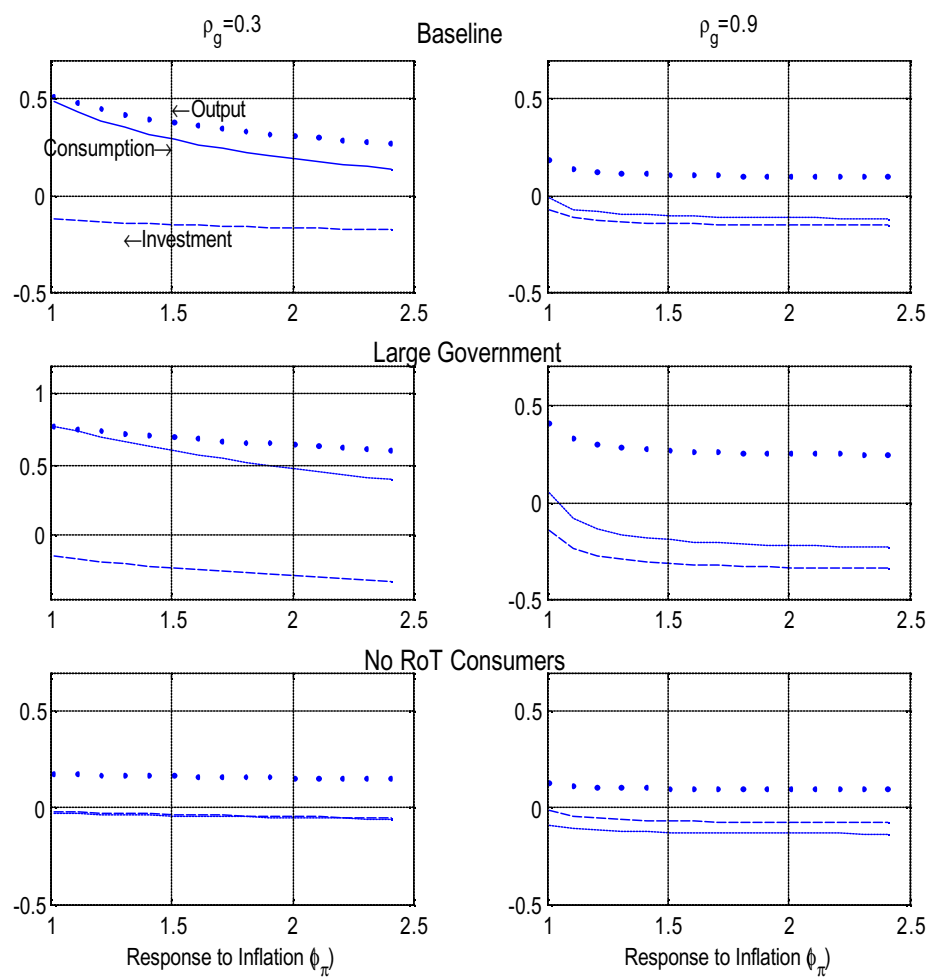 ρg=0.3 Baseline ρg=0.9
0.5
←Output
Consumption→
0
←Investment
-0.5
1 1.5 2 2.5
0.5
0
-0.5
1 1.5 2 2.5
Large Government
1
0.5
0
1 1.5 2 2.5
0.5
0
-0.5
1 1.5 2 2.5
No RoT Consumers
0.5
0
-0.5
1 1.5 2 2.5
Response to Inflation (ϕπ)
0.5
0
-0.5
1 1.5 2 2.5
Response to Inflation (ϕπ)